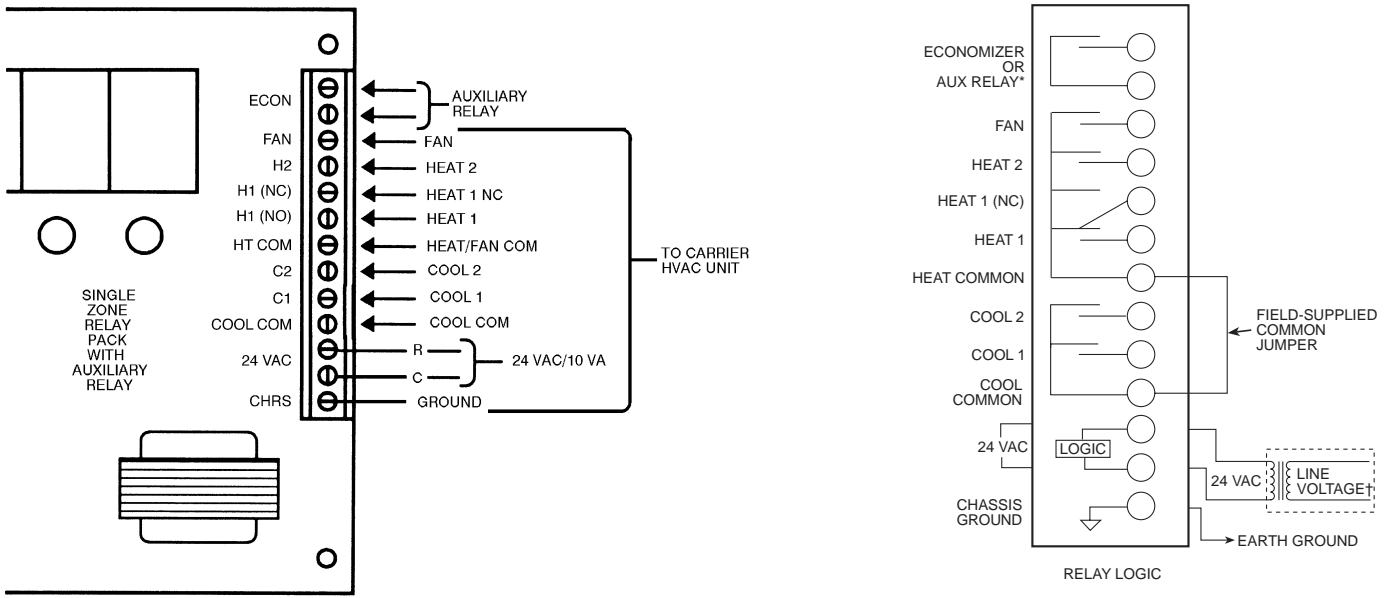 ECON
FAN
H2
H1 (NC)
H1 (NO)
HT COM
C2
C1
COOL COM
24 VAC
CHRS
SINGLE
ZONE
RELAY
PACK
WITH
AUXILIARY
RELAY
AUXILIARY
RELAY
FAN
HEAT 2
HEAT 1 NC
HEAT 1
HEAT/FAN COM
COOL 2
COOL 1
COOL COM
R
C
24 VAC/10 VA
GROUND
TO CARRIER
HVAC UNIT
ECONOMIZER
OR
AUX RELAY*
FAN
HEAT 2
HEAT 1 (NC)
HEAT 1
HEAT COMMON
COOL 2
COOL 1
COOL
COMMON
24 VAC
LOGIC
CHASSIS
GROUND
FIELD-SUPPLIED
COMMON
JUMPER
24 VAC
LINE
VOLTAGE†
EARTH GROUND
RELAY LOGIC